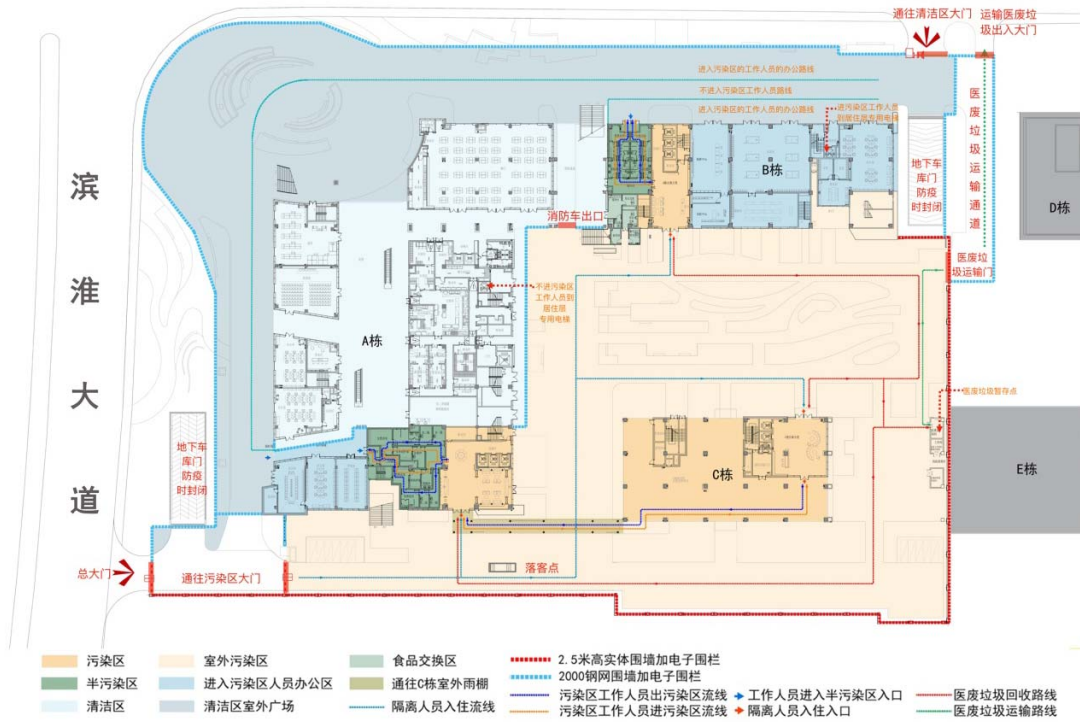 通往清洁区大门
运输医废垃
圾出入大门
进入污染区的工作人员的办公路线
不进入污染区工作人员路线
进入污染区的工作人员的办公路线
进污染区工作人员
到居住层专用电梯
医废垃圾运输通道
地下车
库门
防疫
时封闭
B栋
D栋
消防车出口
医废垃
圾运输门
不进污染区
工作人员到
居住层
专用电梯
滨淮大道
A栋
医废垃圾暂存点
地下车
库门
防疫
时封闭
C栋
E栋
总大门
通往污染区大门
落客点
污染区
室外污染区
食品交换区
2.5米高实体围墙加电子围栏
2000钢网围墙加电子围栏
半污染区
进入污染区人员办公区
通往C栋室外雨棚
污染区工作人员出污染区流线
工作人员进入半污染区入口
医废垃圾回收路线
清洁区
清洁区室外广场
隔离人员入住流线
污染区工作人员进污染区流线
隔离人员入住入口
医废垃圾运输路线